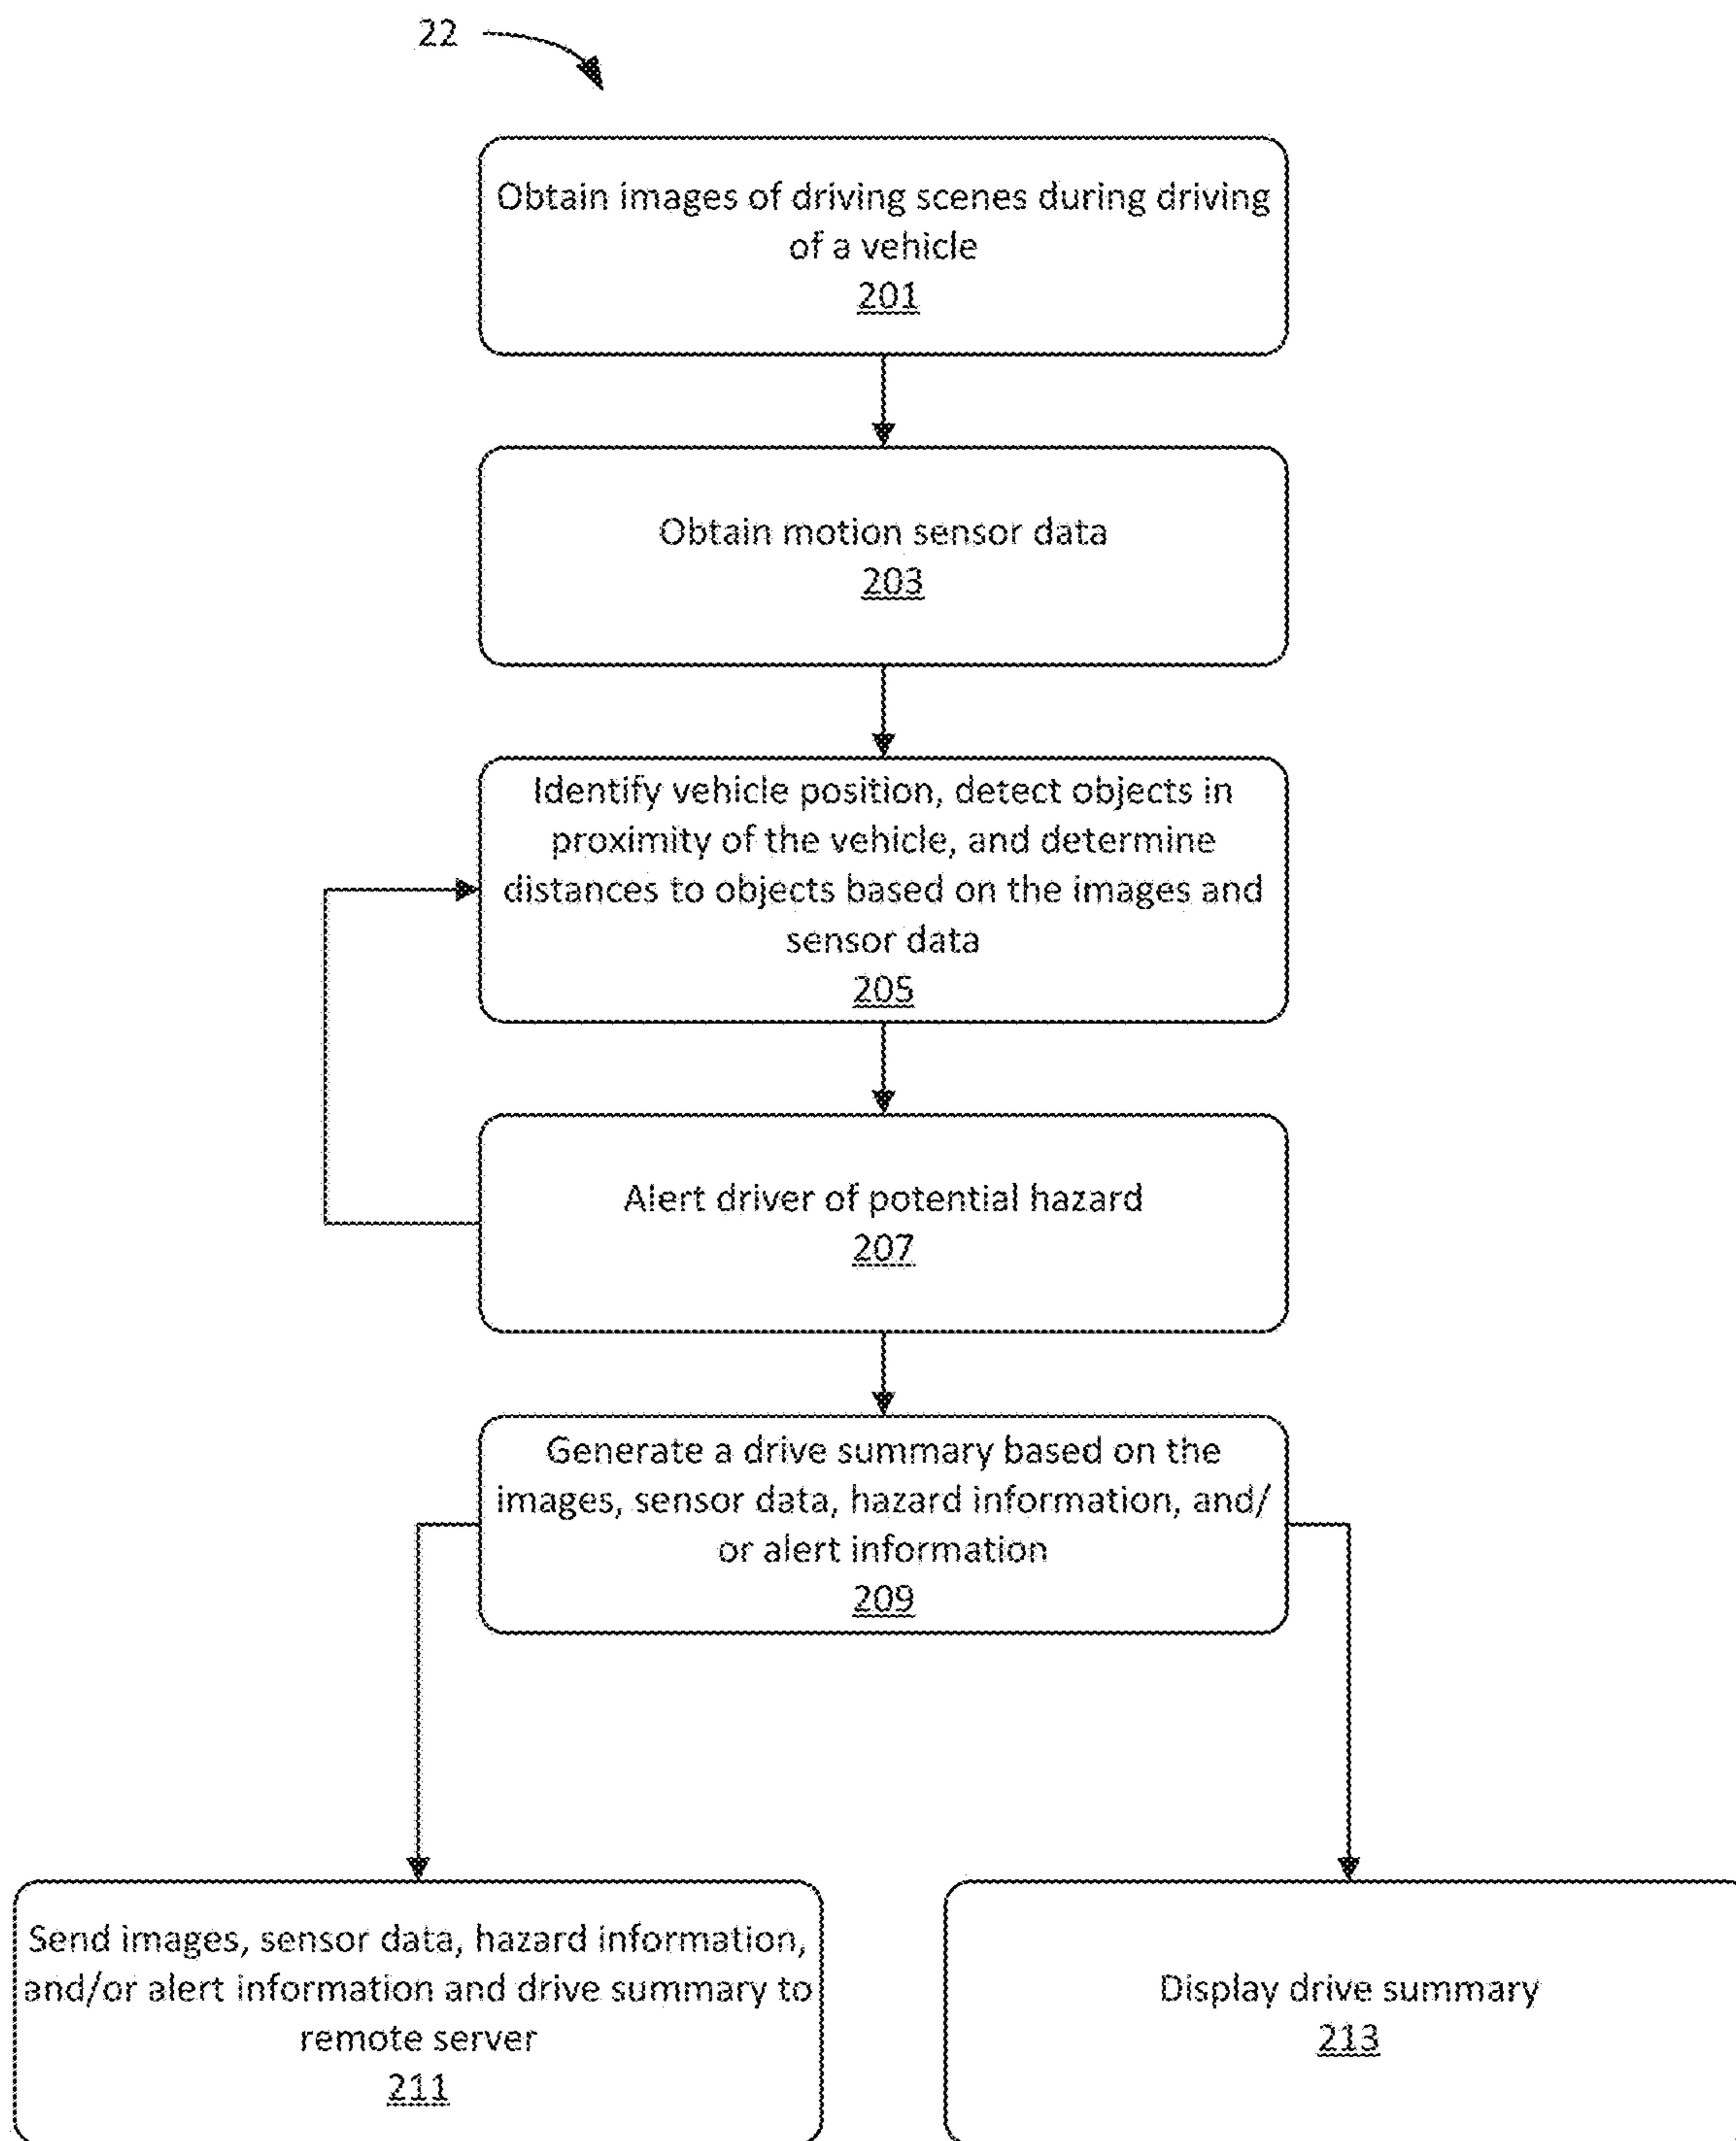 22
Obtain images of driving scenes during driving
of a vehicle
201
Obtain motion sensor data
203
Identify vehicle position, detect objects in
proximity of the vehicle, and determine
distances to objects based on the images and
sensor data
205
Alert driver of potential hazard
207
Generate a drive summary based on the
images, sensor data, hazard information, and/
or alert information
209
Send images, sensor data, hazard information,
and/or alert information and drive summary to
remote server
211
Display drive summary
213